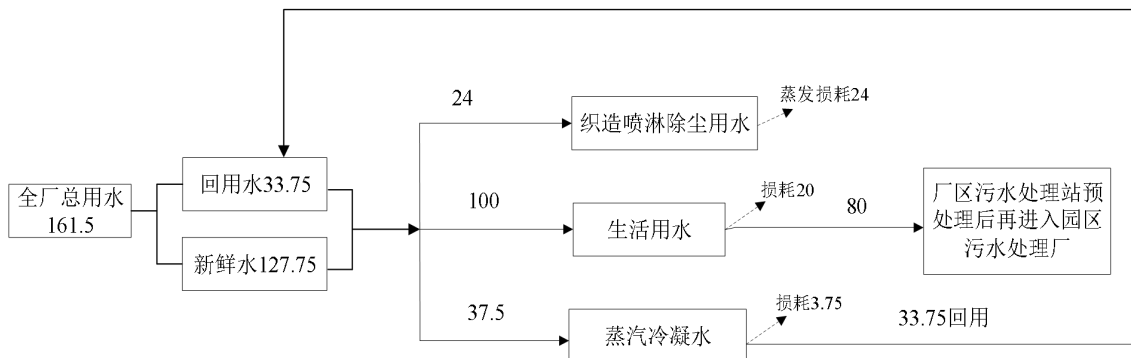 全厂总用水
161.5
回用水33.75
新鲜水127.75
24
织造喷淋除尘用水
蒸发损耗24
100
生活用水
损耗20
80
厂区污水处理站预
处理后再进入园区
污水处理厂
37.5
蒸汽冷凝水
损耗3.75
33.75回用